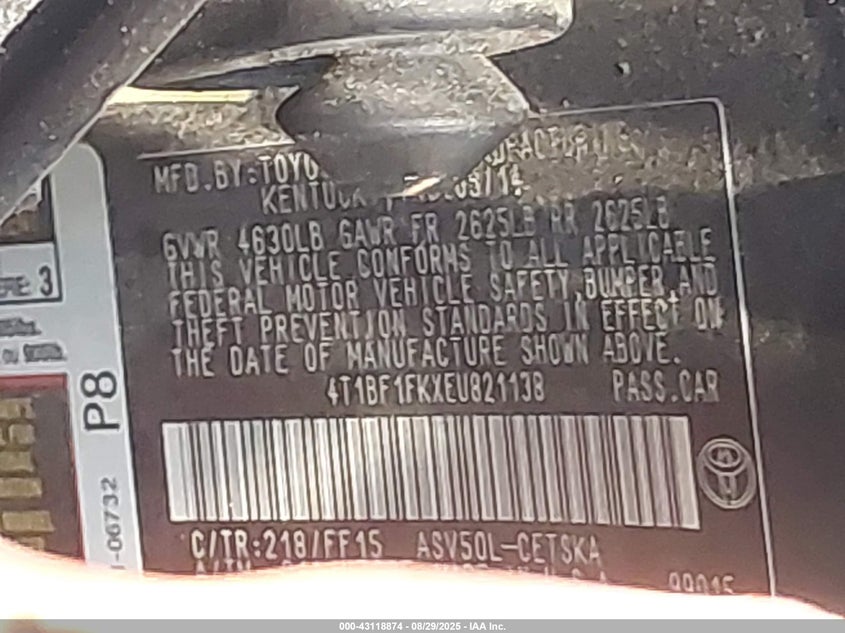 MFD.BY:TOYO
KENTUCK 03/14
GVWR 4630LB GAWR FR 2625LB RR 2625LB
THIS VEHICLE CONFORMS TO ALL APPLICABLE
FEDERAL MOTOR VEHICLE SAFETY,BUMPER,AND
THEFT PREVENTION STANDARDS IN EFFECT ON
THE DATE OF MANUFACTURE SHOWN ABOVE.
4T1BF1FKXEU821138 PASS.CAR
C/TR:218/FF15 ASV50L-CETSKA
3
P8
-06732
000-43118874 - 08/29/2025 - IAA Inc.